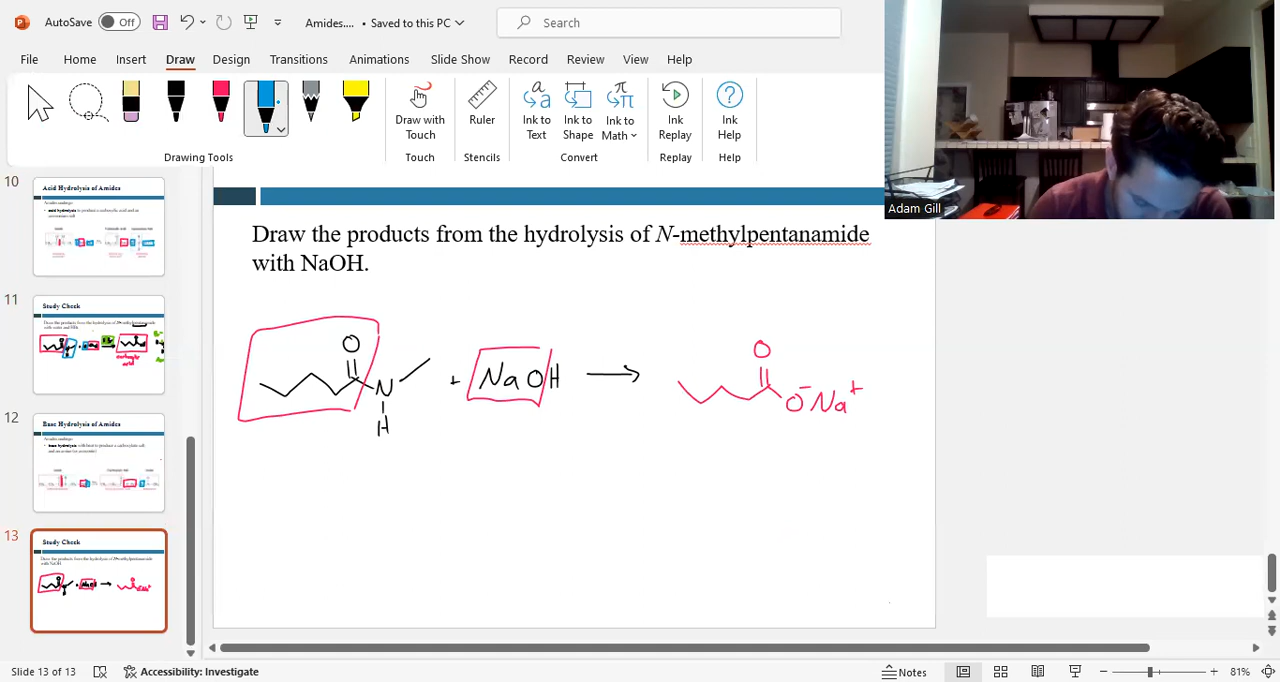 AutoSave Off Amides.... • Saved to this PC Search
File Home Insert Draw Design Transitions Animations Slide Show Record Review View Help
Draw with Touch Ruler Ink to Text Ink to Shape Ink to Math Ink Replay Ink Help
Drawing Tools Touch Stencils Convert Replay Help
Adam Gill
10
Acid Hydrolysis of Amides
11
Study Check
12
Base Hydrolysis of Amides
13
Study Check
Draw the products from the hydrolysis of N-methylpentanamide
with NaOH.
O
N
H
+ NaOH →
O
O⁻Na⁺
Slide 13 of 13 Accessibility: Investigate Notes 81%